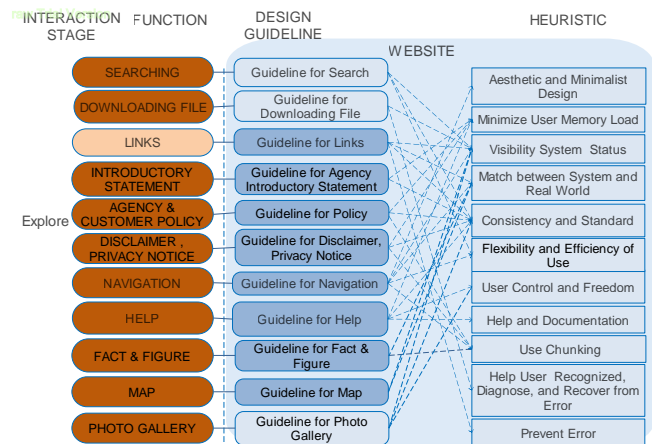 INTERACTION
STAGE
FUNCTION
DESIGN
GUIDELINE
HEURISTIC
WEBSITE
Explore
SEARCHING
DOWNLOADING FILE
LINKS
INTRODUCTORY
STATEMENT
AGENCY &
CUSTOMER POLICY
DISCLAIMER ,
PRIVACY NOTICE
NAVIGATION
HELP
FACT & FIGURE
MAP
PHOTO GALLERY
Guideline for Search
Guideline for
Downloading File
Guideline for Links
Guideline for Agency
Introductory Statement
Guideline for Policy
Guideline for Disclaimer,
Privacy Notice
Guideline for Navigation
Guideline for Help
Guideline for Fact &
Figure
Guideline for Map
Guideline for Photo
Gallery
Aesthetic and Minimalist
Design
Minimize User Memory Load
Visibility System Status
Match between System and
Real World
Consistency and Standard
Flexibility and Efficiency of
Use
User Control and Freedom
Help and Documentation
Use Chunking
Help User Recognized,
Diagnose, and Recover from
Error
Prevent Error